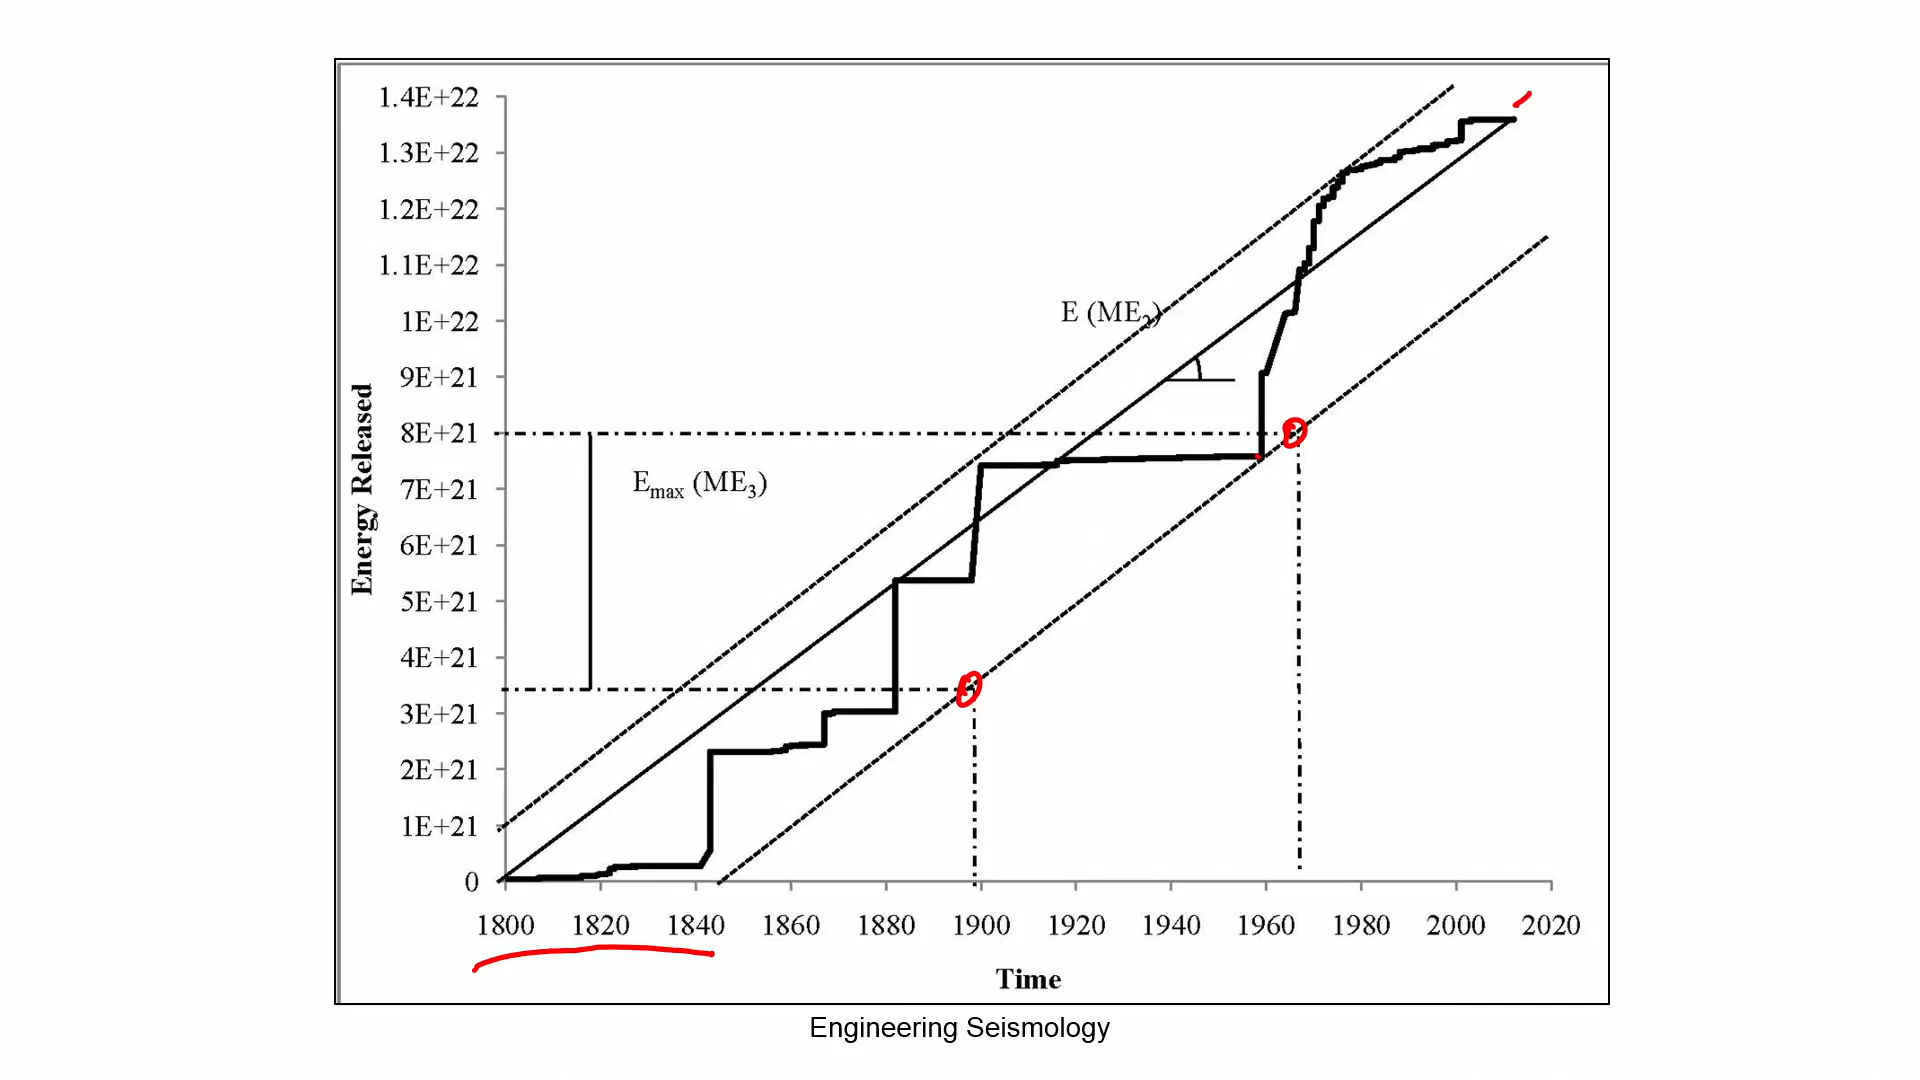 1.4E+22
1.3E+22
1.2E+22
1.1E+22
1E+22
9E+21
8E+21
7E+21
6E+21
5E+21
4E+21
3E+21
2E+21
1E+21
0
Energy Released
E (ME2)
Emax (ME3)
1800 1820 1840 1860 1880 1900 1920 1940 1960 1980 2000 2020
Time
Engineering Seismology